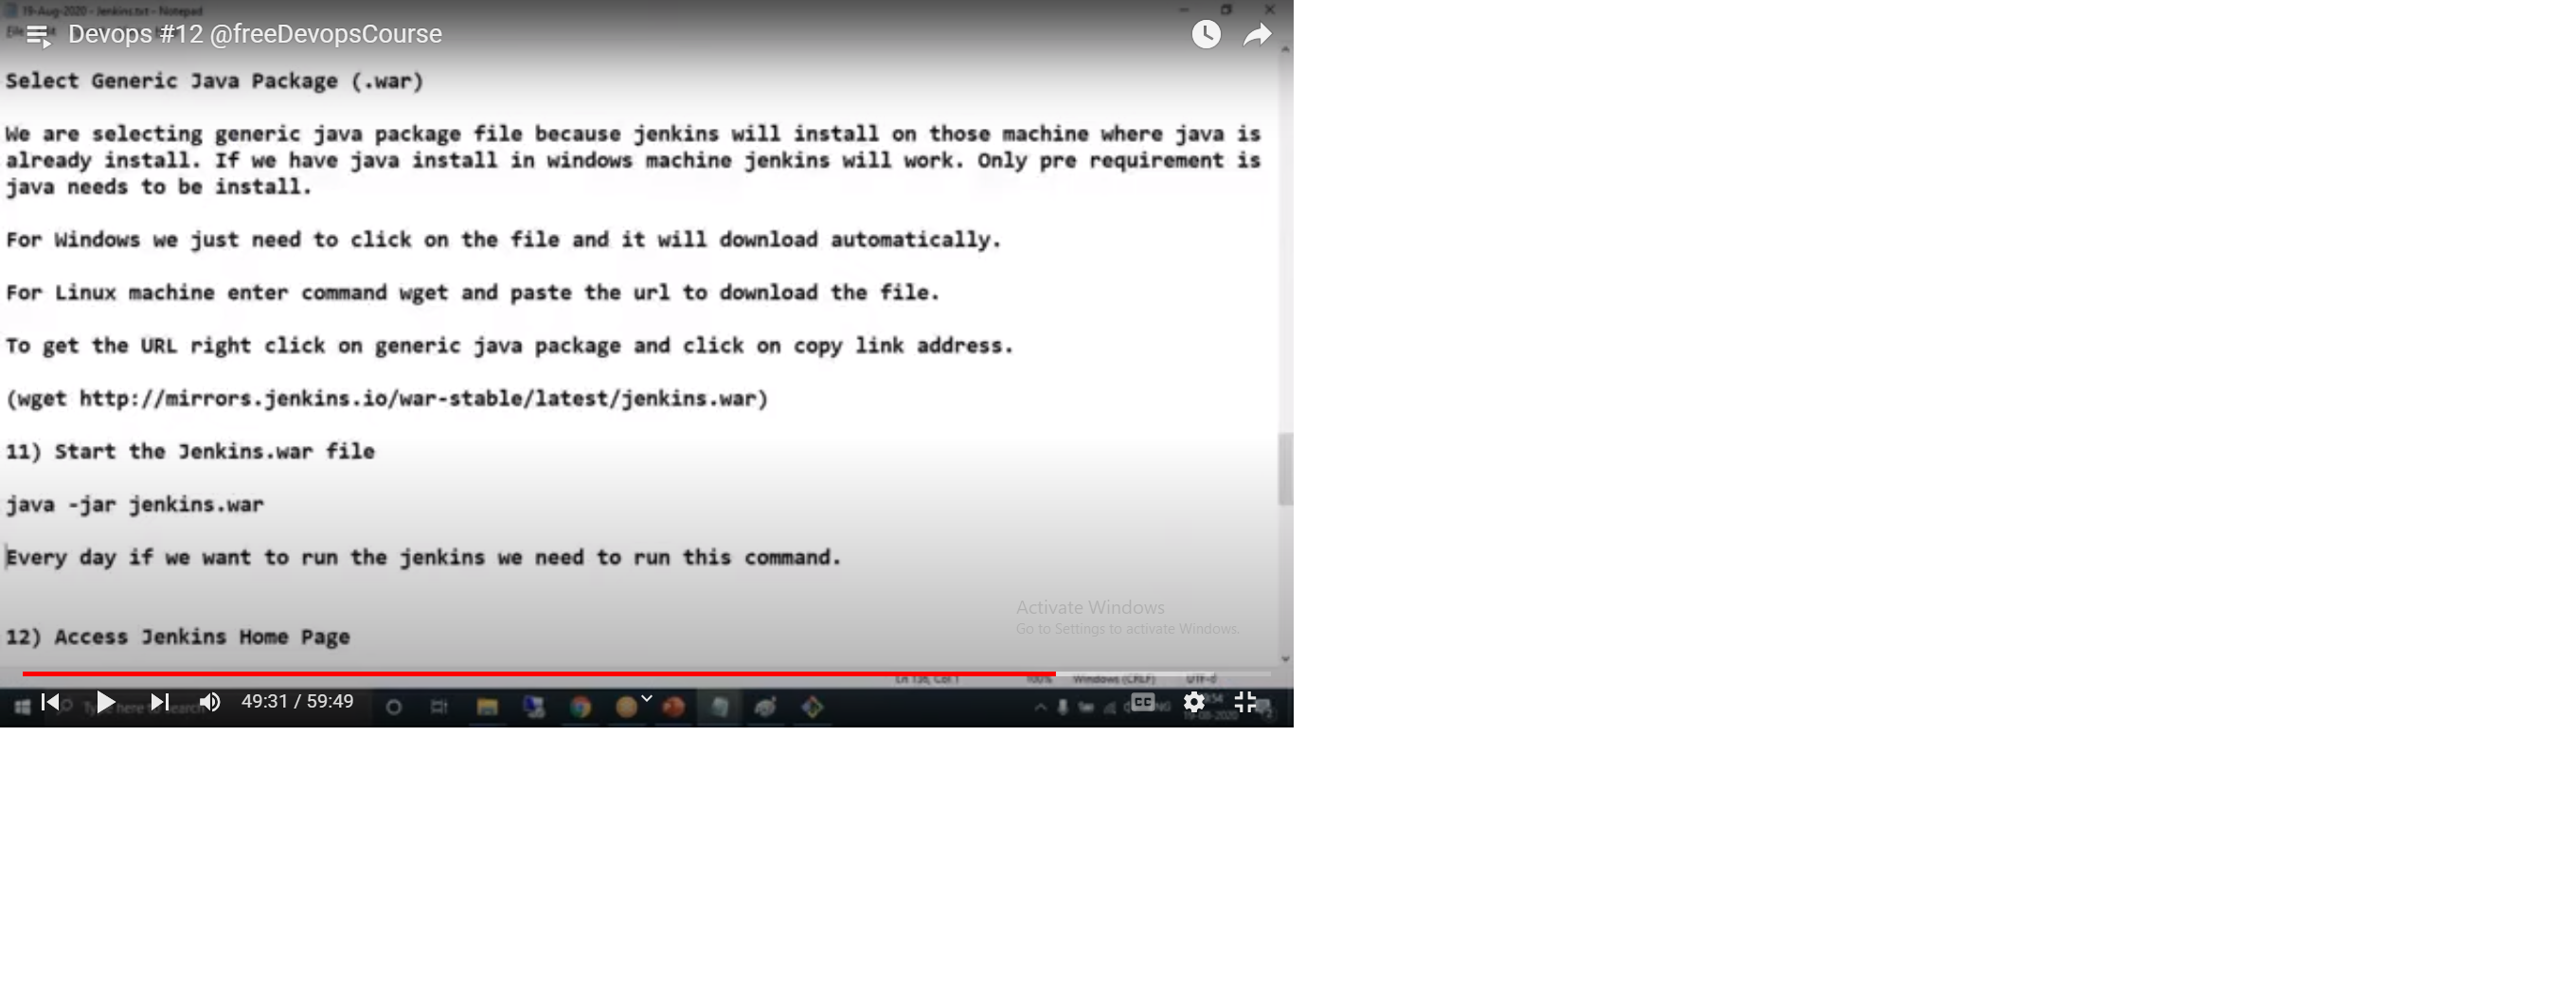 19-Aug-2020 - Jenkins.txt - Notepad
Devops #12 @freeDevopsCourse
Select Generic Java Package (.war)
We are selecting generic java package file because jenkins will install on those machine where java is
already install. If we have java install in windows machine jenkins will work. Only pre requirement is
java needs to be install.
For Windows we just need to click on the file and it will download automatically.
For Linux machine enter command wget and paste the url to download the file.
To get the URL right click on generic java package and click on copy link address.
(wget http://mirrors.jenkins.io/war-stable/latest/jenkins.war)
11) Start the Jenkins.war file
java -jar jenkins.war
Every day if we want to run the jenkins we need to run this command.
Activate Windows
Go to Settings to activate Windows.
12) Access Jenkins Home Page
Ln 136, Col 1 100% Windows (CRLF) UTF-8
49:31 / 59:49
here to search
CC
19-08-2020